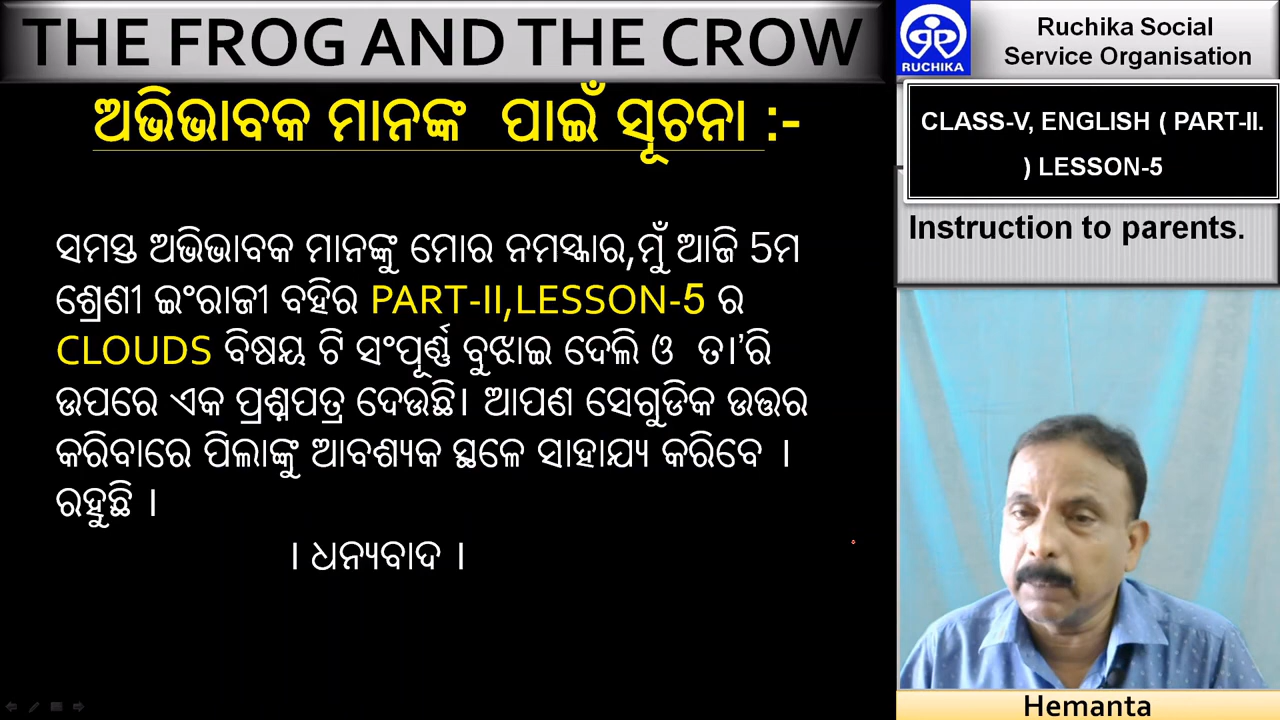 THE FROG AND THE CROW
ଅଭିଭାବକ ମାନଙ୍କ ପାଇଁ ସୂଚନା :-
ସମସ୍ତ ଅଭିଭାବକ ମାନଙ୍କୁ ମୋର ନମସ୍କାର,ମୁଁ ଆଜି 5ମ
ଶ୍ରେଣୀ ଇଂରାଜୀ ବହିର PART-II,LESSON-5 ର
CLOUDS ବିଷୟ ଟି ସଂପୂର୍ଣ୍ଣ ବୁଝାଇ ଦେଲି ଓ ତା'ରି
ଉପରେ ଏକ ପ୍ରଶ୍ନପତ୍ର ଦେଉଛି। ଆପଣ ସେଗୁଡିକ ଉତ୍ତର
କରିବାରେ ପିଲାଙ୍କୁ ଆବଶ୍ୟକ ସ୍ଥଳେ ସାହାଯ୍ୟ କରିବେ ।
ରହୁଛି ।
। ଧନ୍ୟବାଦ ।
RUCHIKA
Ruchika Social
Service Organisation
CLASS-V, ENGLISH ( PART-II.
) LESSON-5
Instruction to parents.
Hemanta